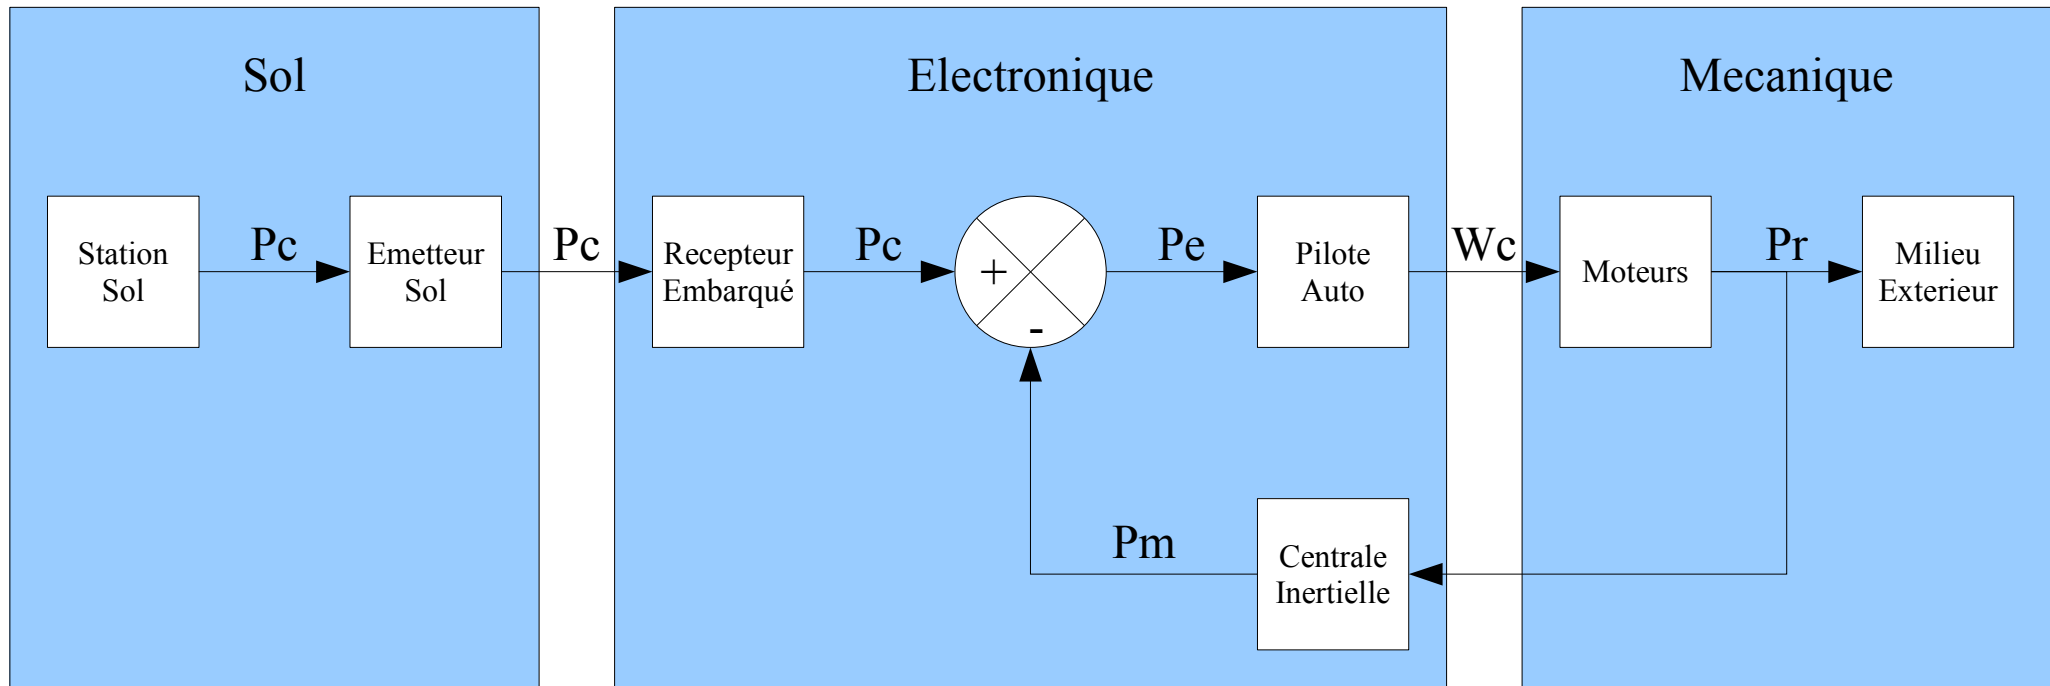 Sol
Electronique
Mecanique
Station
Sol
Pc
Emetteur
Sol
Pc
Recepteur
Embarqué
Pc
+
-
Pe
Pilote
Auto
Wc
Moteurs
Pr
Milieu
Exterieur
Pm
Centrale
Inertielle